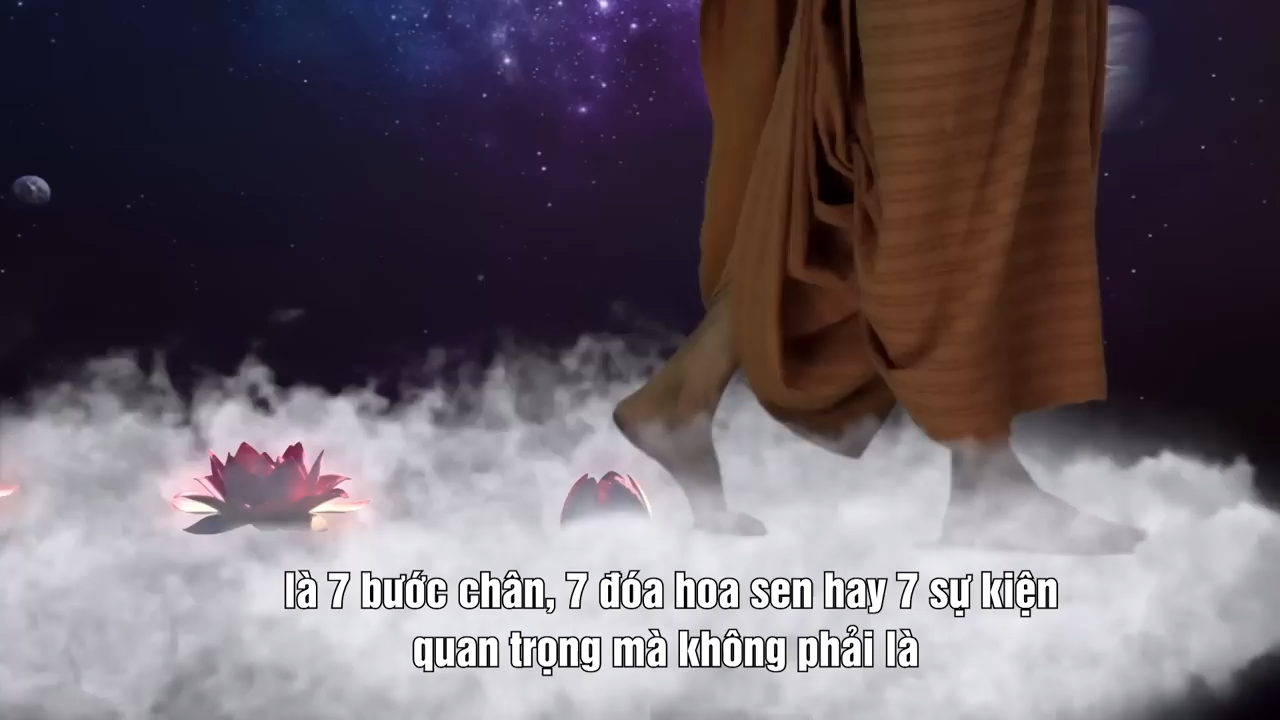 là 7 bước chân, 7 đóa hoa sen hay 7 sự kiện
quan trọng mà không phải là